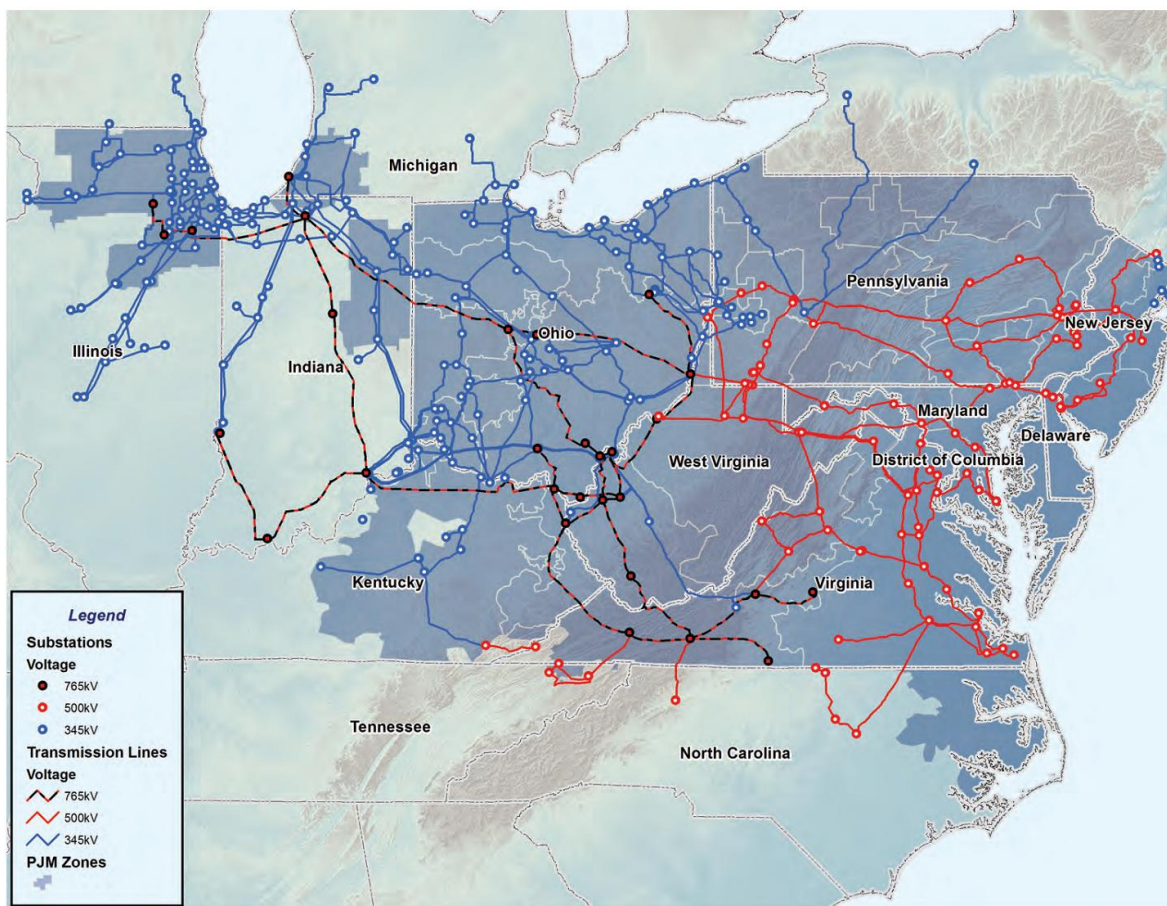 Michigan
Pennsylvania
New Jersey
Ohio
Illinois
Indiana
Maryland
Delaware
West Virginia
District of Columbia
Kentucky
Virginia
Tennessee
North Carolina
Legend
Substations
Voltage
765kV
500kV
345kV
Transmission Lines
Voltage
765kV
500kV
345kV
PJM Zones